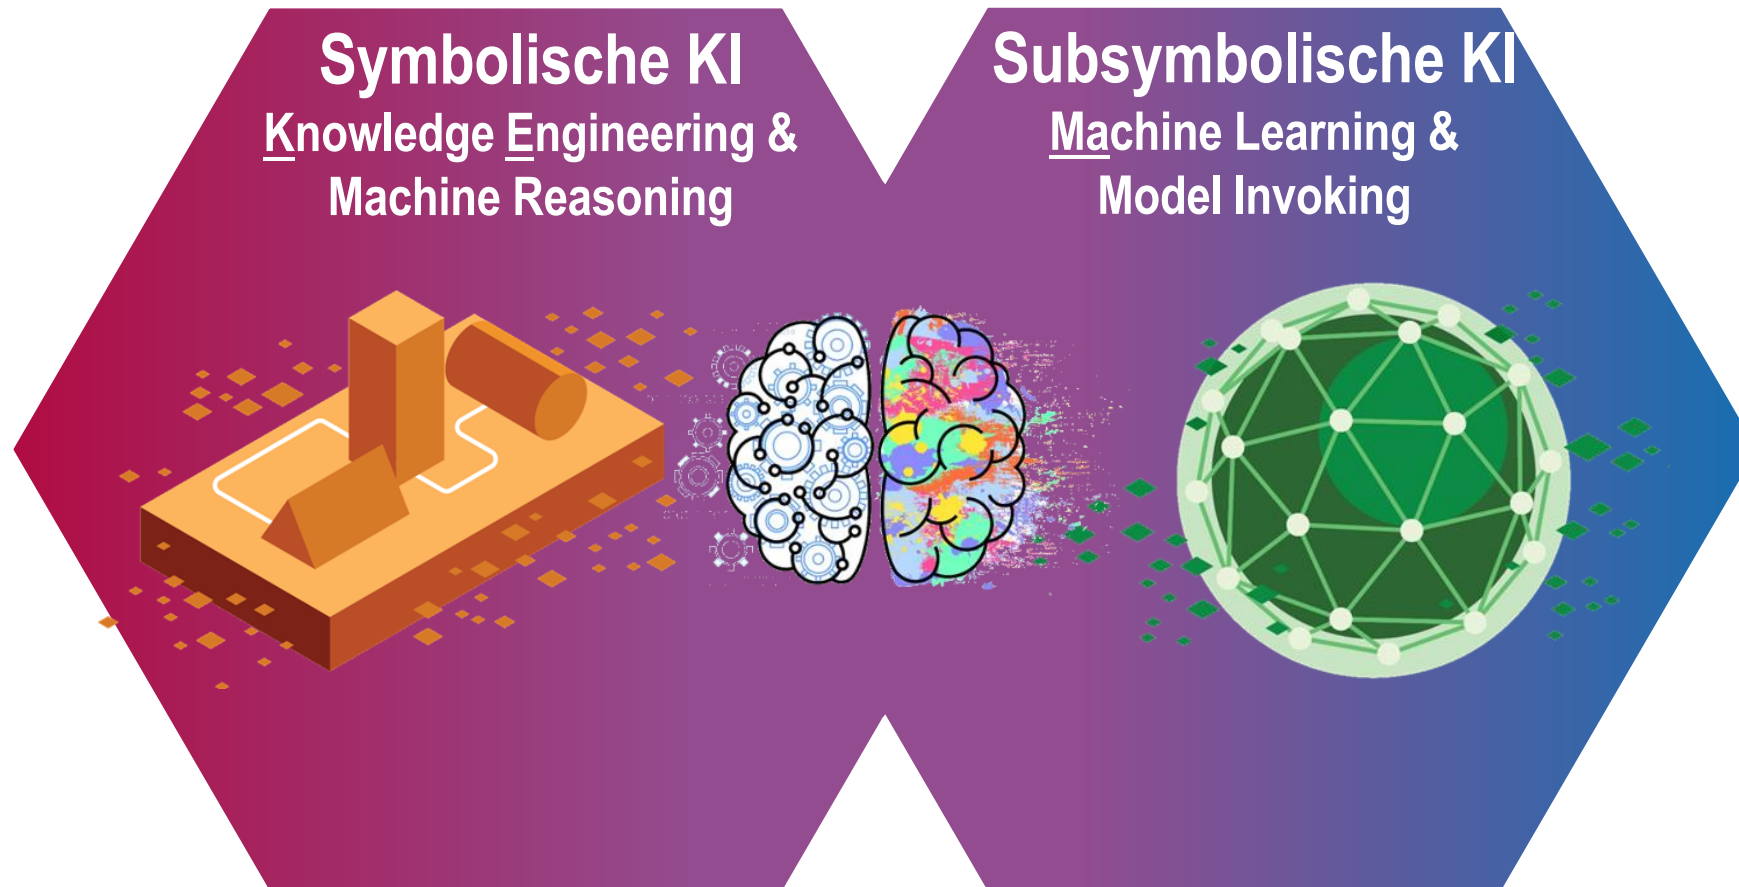 Symbolische KI
Knowledge Engineering &
Machine Reasoning
Subsymbolische KI
Machine Learning &
Model Invoking